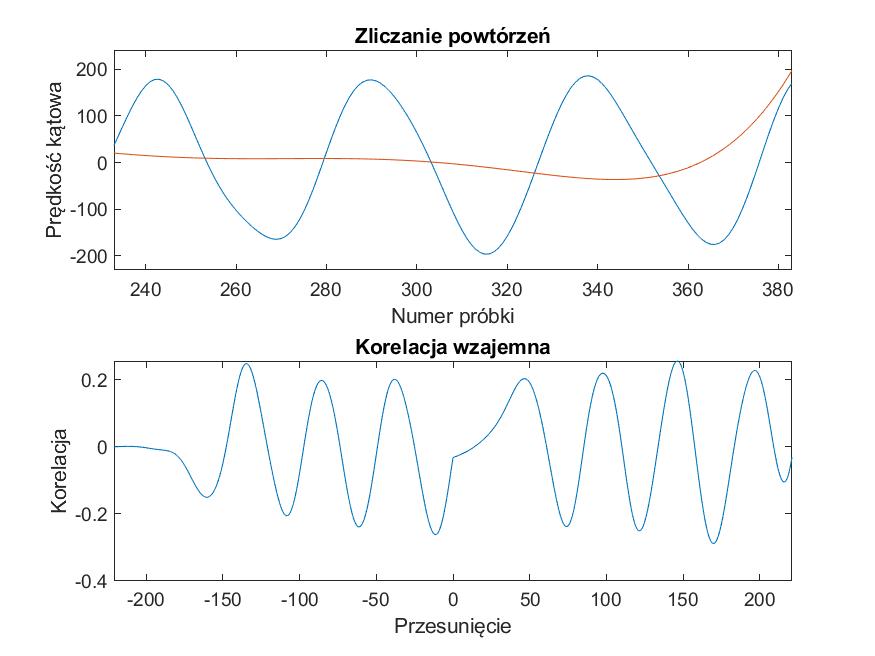 Zliczanie powtórzeń
200
100
0
-100
-200
Prędkość kątowa
240 260 280 300 320 340 360 380
Numer próbki
Korelacja wzajemna
0.2
0
-0.2
-0.4
Korelacja
-200 -150 -100 -50 0 50 100 150 200
Przesunięcie